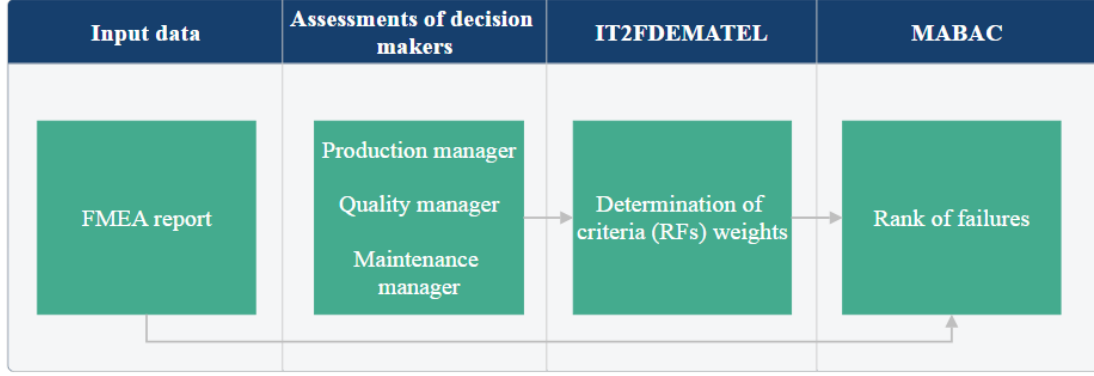 Input data
Assessments of decision
makers
IT2FDEMATEL
MABAC
FMEA report
Production manager
Quality manager
Maintenance
manager
Determination of
criteria (RFs) weights
Rank of failures